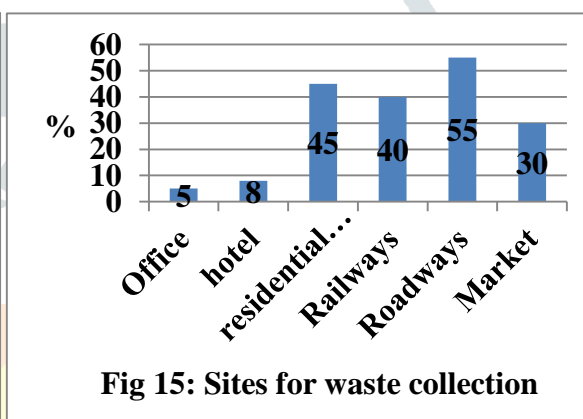 60
50
40
30
20
10
0
%
5
8
45
40
55
30
Office
hotel
residential…
Railways
Roadways
Market
Fig 15: Sites for waste collection